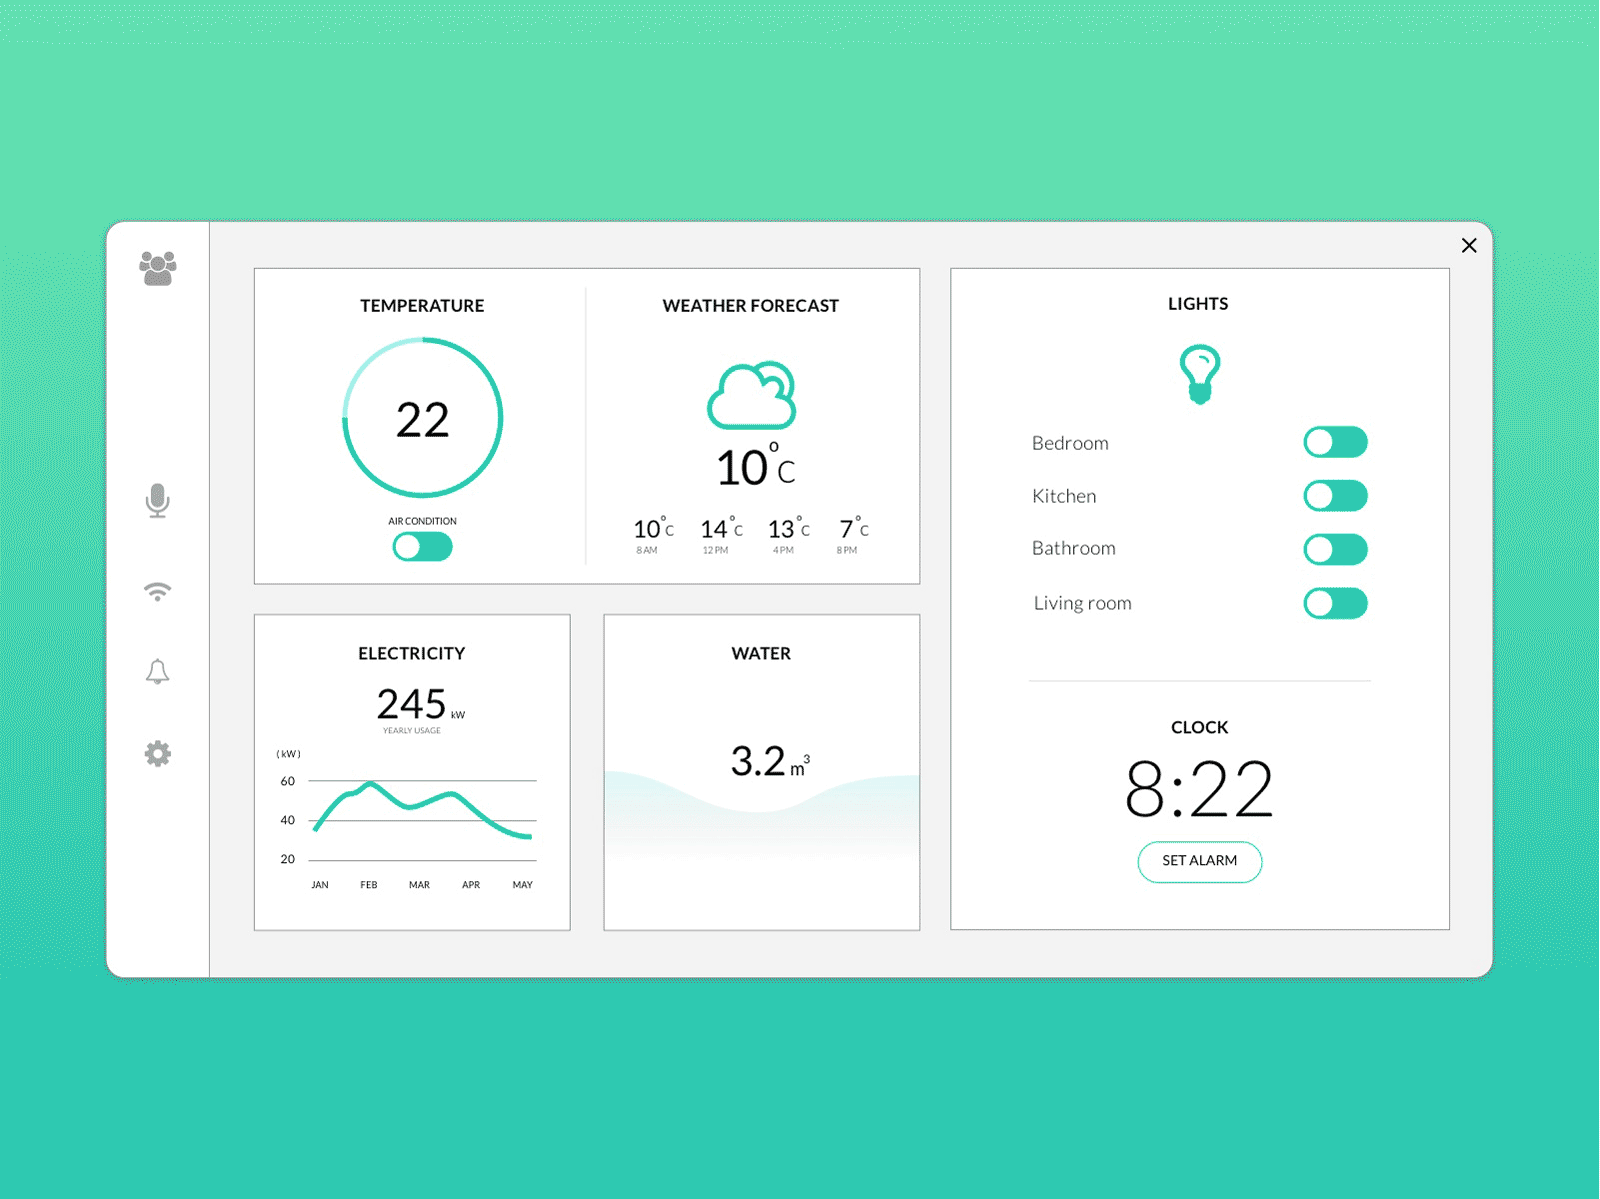 TEMPERATURE
22
AIR CONDITION
WEATHER FORECAST
10°C
10°C 14°C 13°C 7°C
8 AM 12 PM 4 PM 8 PM
LIGHTS
Bedroom
Kitchen
Bathroom
Living room
ELECTRICITY
245 kW
YEARLY USAGE
(kW)
60
40
20
JAN FEB MAR APR MAY
WATER
3.2 m³
CLOCK
8:22
SET ALARM